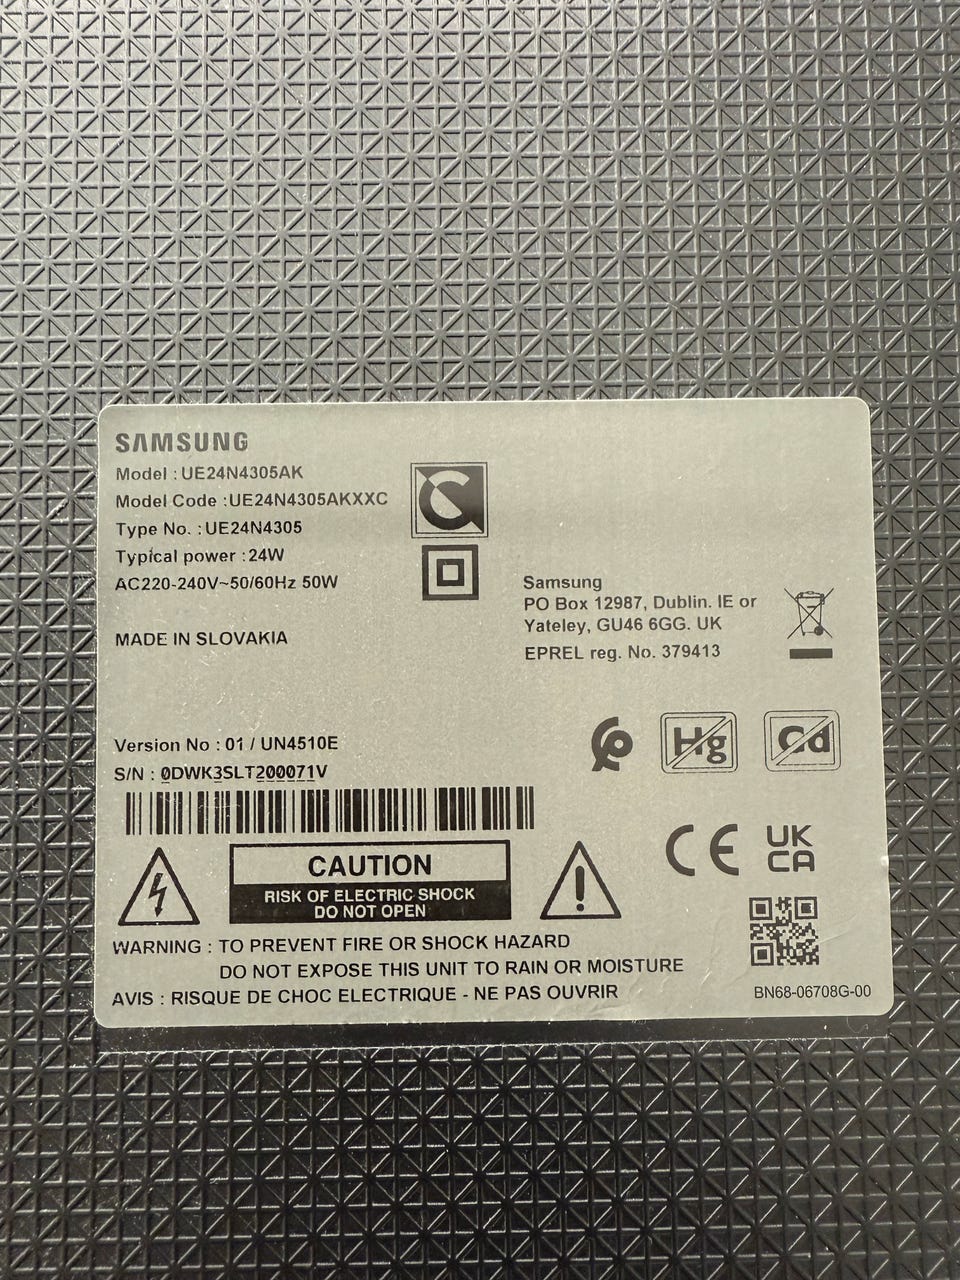 SAMSUNG
Model : UE24N4305AK
Model Code : UE24N4305AKXXC
Type No. : UE24N4305
Typical power : 24W
AC220-240V~50/60Hz 50W
MADE IN SLOVAKIA
Samsung
PO Box 12987, Dublin. IE or
Yateley, GU46 6GG. UK
EPREL reg. No. 379413
Version No : 01 / UN4510E
S/N : 0DWK3SLT200071V
Hg
Cd
CE
UK
CA
CAUTION
RISK OF ELECTRIC SHOCK
DO NOT OPEN
WARNING : TO PREVENT FIRE OR SHOCK HAZARD
DO NOT EXPOSE THIS UNIT TO RAIN OR MOISTURE
AVIS : RISQUE DE CHOC ELECTRIQUE - NE PAS OUVRIR
BN68-06708G-00